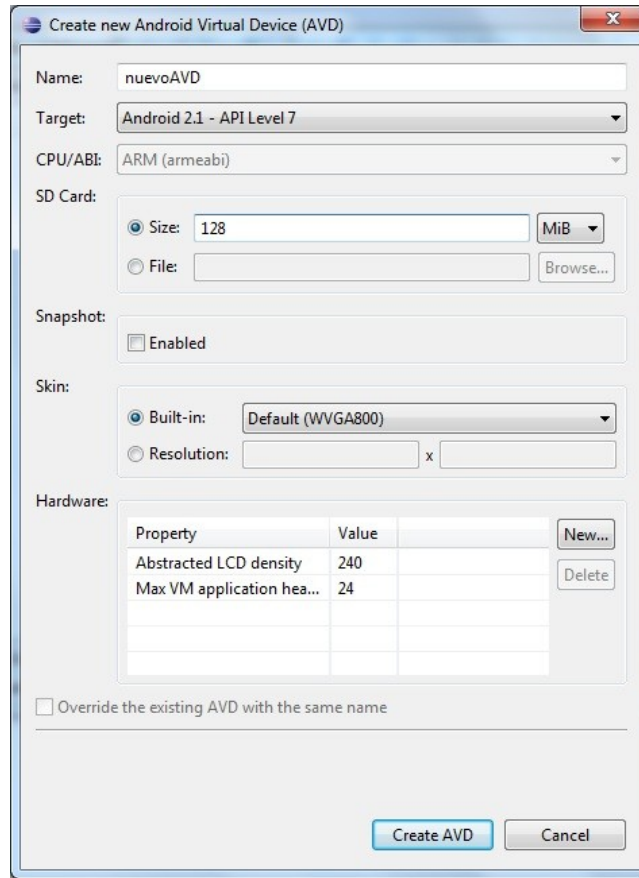 Create new Android Virtual Device (AVD)
Name: nuevoAVD
Target: Android 2.1 - API Level 7
CPU/ABI: ARM (armeabi)
SD Card:
Size: 128 MiB
File: Browse...
Snapshot:
Enabled
Skin:
Built-in: Default (WVGA800)
Resolution: x
Hardware:
Property Value New...
Abstracted LCD density 240 Delete
Max VM application hea... 24
Override the existing AVD with the same name
Create AVD Cancel